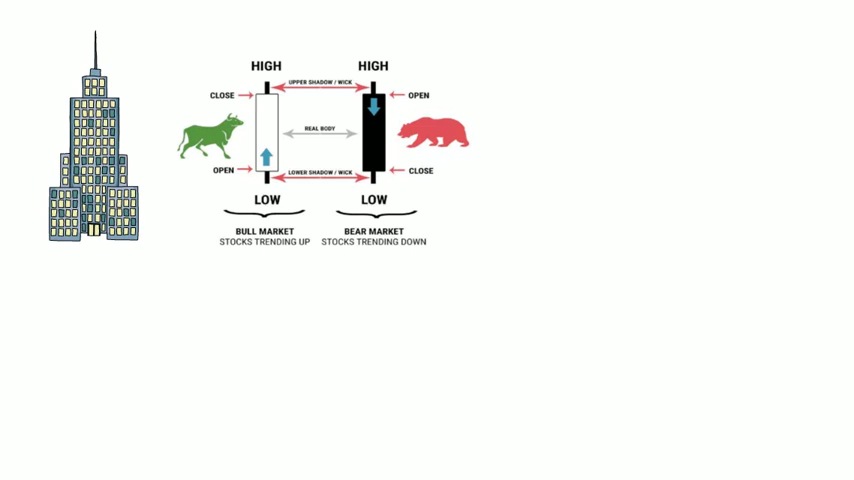 HIGH HIGH
UPPER SHADOW / WICK
CLOSE OPEN
REAL BODY
OPEN CLOSE
LOWER SHADOW / WICK
LOW LOW
BULL MARKET BEAR MARKET
STOCKS TRENDING UP STOCKS TRENDING DOWN